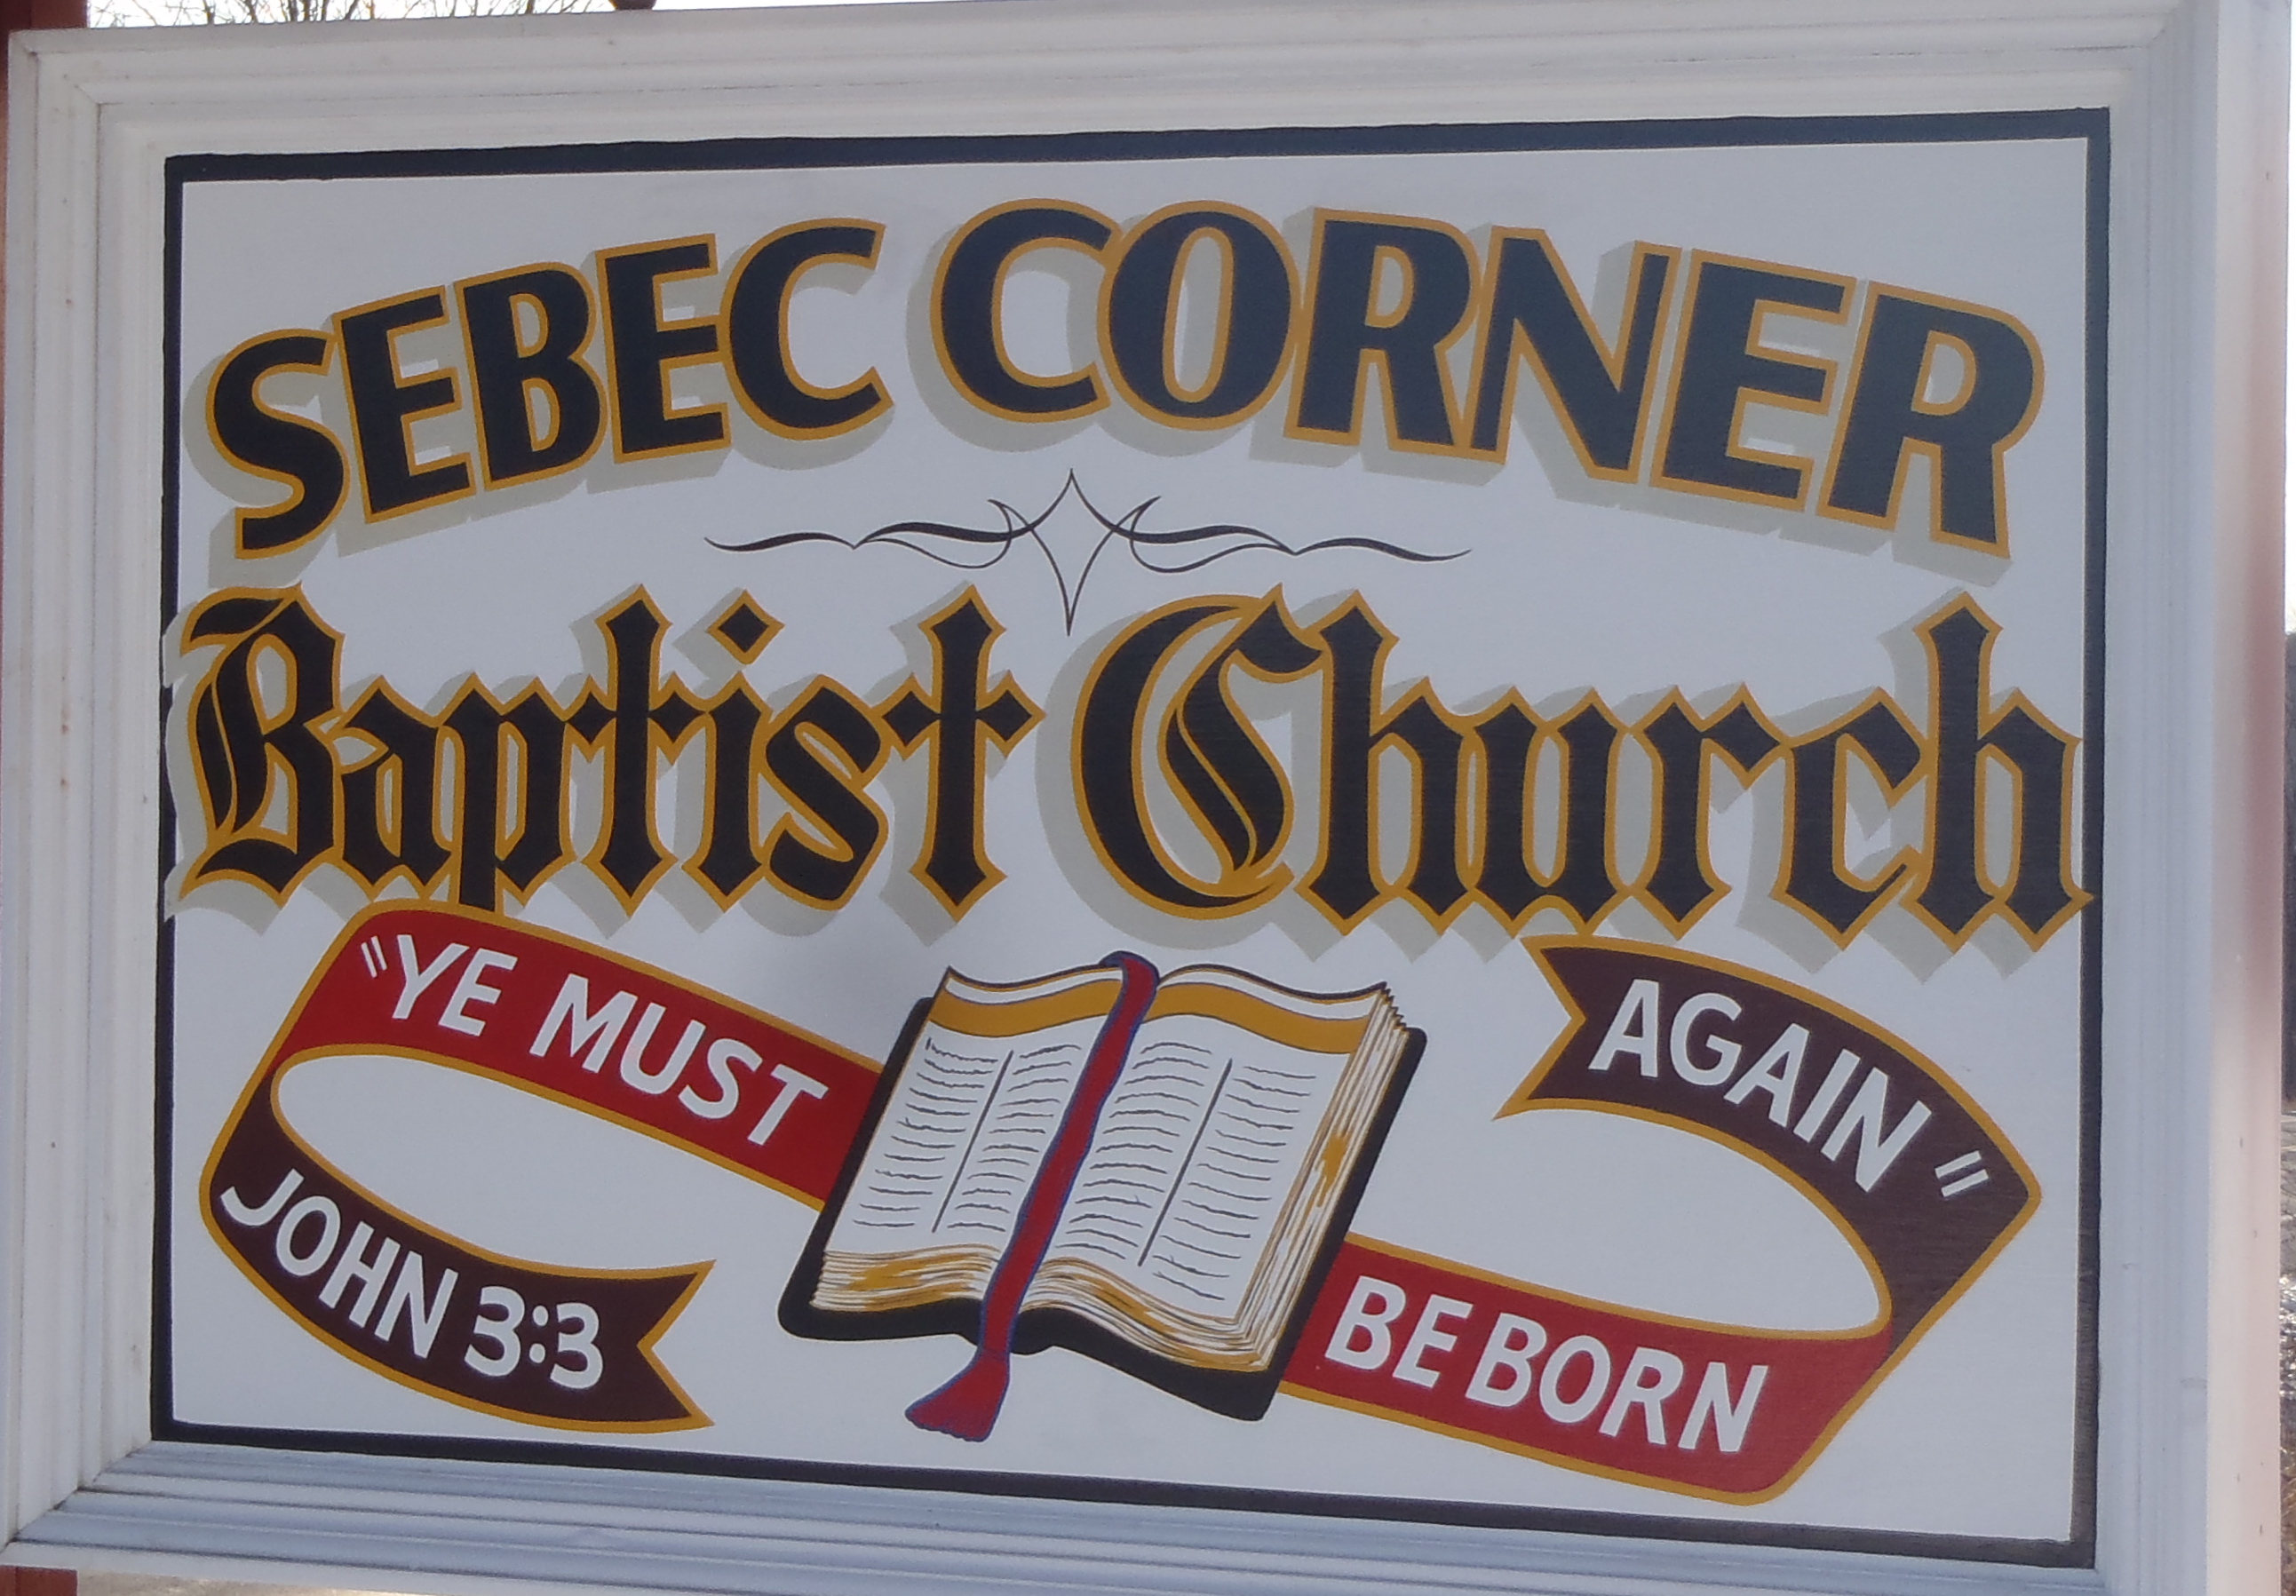 SEBEC CORNER
Baptist Church
"YE MUST
BE BORN
AGAIN"
JOHN 3:3